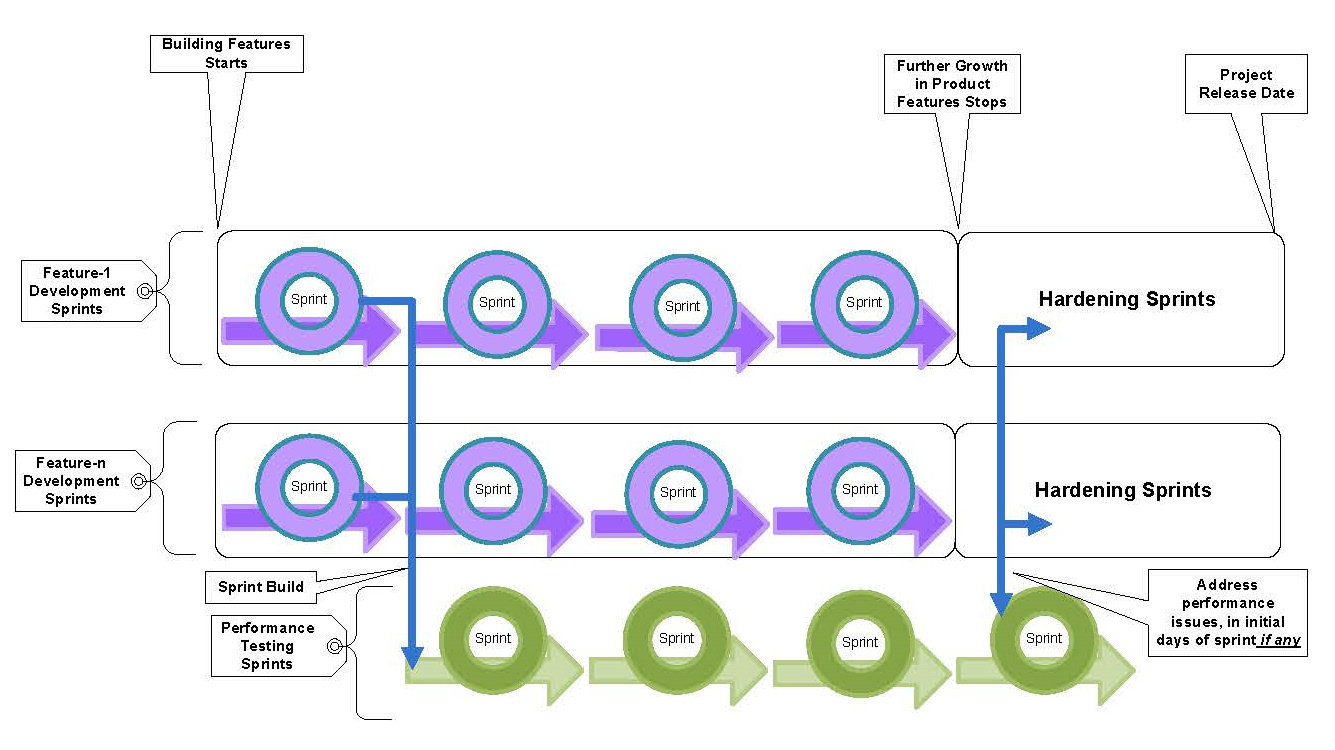 Building Features
Starts
Further Growth
in Product
Features Stops
Project
Release Date
Feature-1
Development
Sprints
Sprint
Sprint
Sprint
Sprint
Hardening Sprints
Feature-n
Development
Sprints
Sprint
Sprint
Sprint
Sprint
Hardening Sprints
Sprint Build
Performance
Testing
Sprints
Sprint
Sprint
Sprint
Sprint
Address
performance
issues, in initial
days of sprint if any